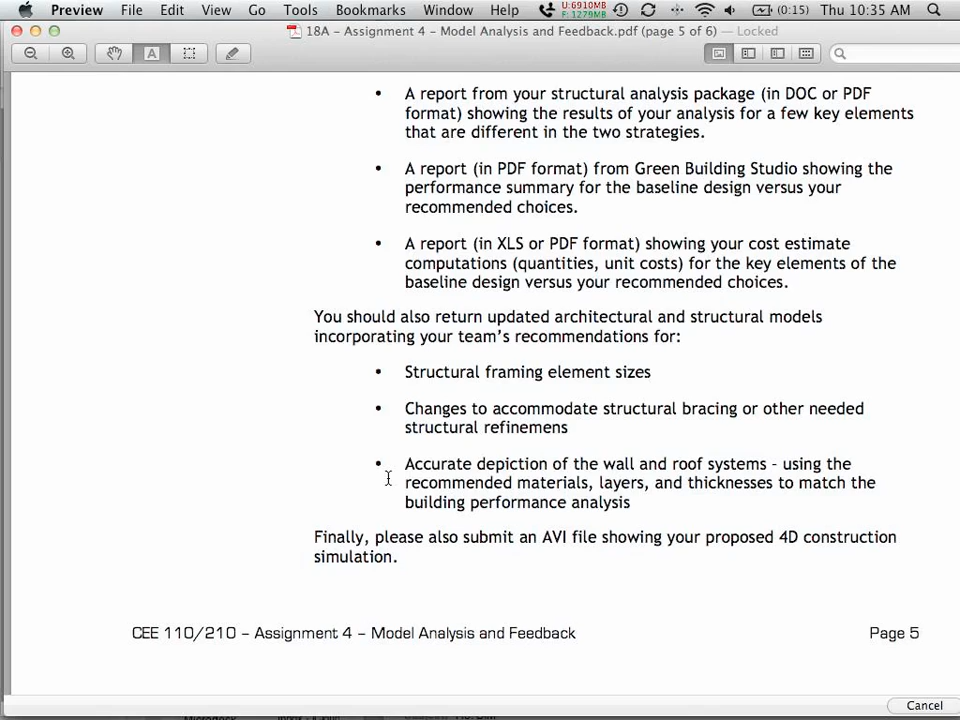 Preview File Edit View Go Tools Bookmarks Window Help U:6910MB F:1279MB (0:15) Thu 10:35 AM
18A – Assignment 4 – Model Analysis and Feedback.pdf (page 5 of 6) — Locked
A
• A report from your structural analysis package (in DOC or PDF
format) showing the results of your analysis for a few key elements
that are different in the two strategies.
• A report (in PDF format) from Green Building Studio showing the
performance summary for the baseline design versus your
recommended choices.
• A report (in XLS or PDF format) showing your cost estimate
computations (quantities, unit costs) for the key elements of the
baseline design versus your recommended choices.
You should also return updated architectural and structural models
incorporating your team's recommendations for:
• Structural framing element sizes
• Changes to accommodate structural bracing or other needed
structural refinemens
• Accurate depiction of the wall and roof systems - using the
recommended materials, layers, and thicknesses to match the
building performance analysis
Finally, please also submit an AVI file showing your proposed 4D construction
simulation.
CEE 110/210 – Assignment 4 – Model Analysis and Feedback Page 5
Cancel